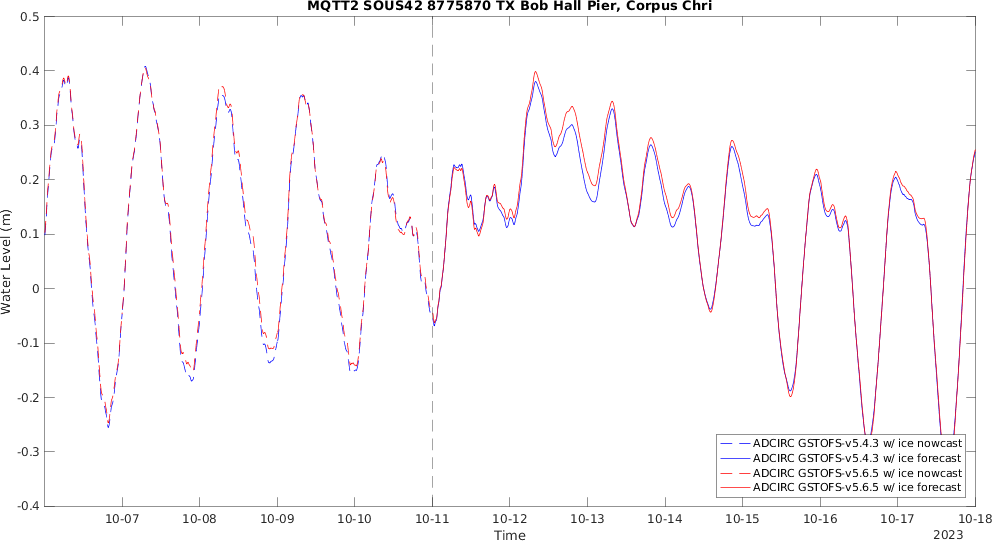 MQTT2 SOUS42 8775870 TX Bob Hall Pier, Corpus Chri
0.5
0.4
0.3
0.2
0.1
0
-0.1
-0.2
-0.3
-0.4
Water Level (m)
ADCIRC GSTOFS-v5.4.3 w/ ice nowcast
ADCIRC GSTOFS-v5.4.3 w/ ice forecast
ADCIRC GSTOFS-v5.6.5 w/ ice nowcast
ADCIRC GSTOFS-v5.6.5 w/ ice forecast
10-07 10-08 10-09 10-10 10-11 10-12 10-13 10-14 10-15 10-16 10-17 10-18
Time
2023